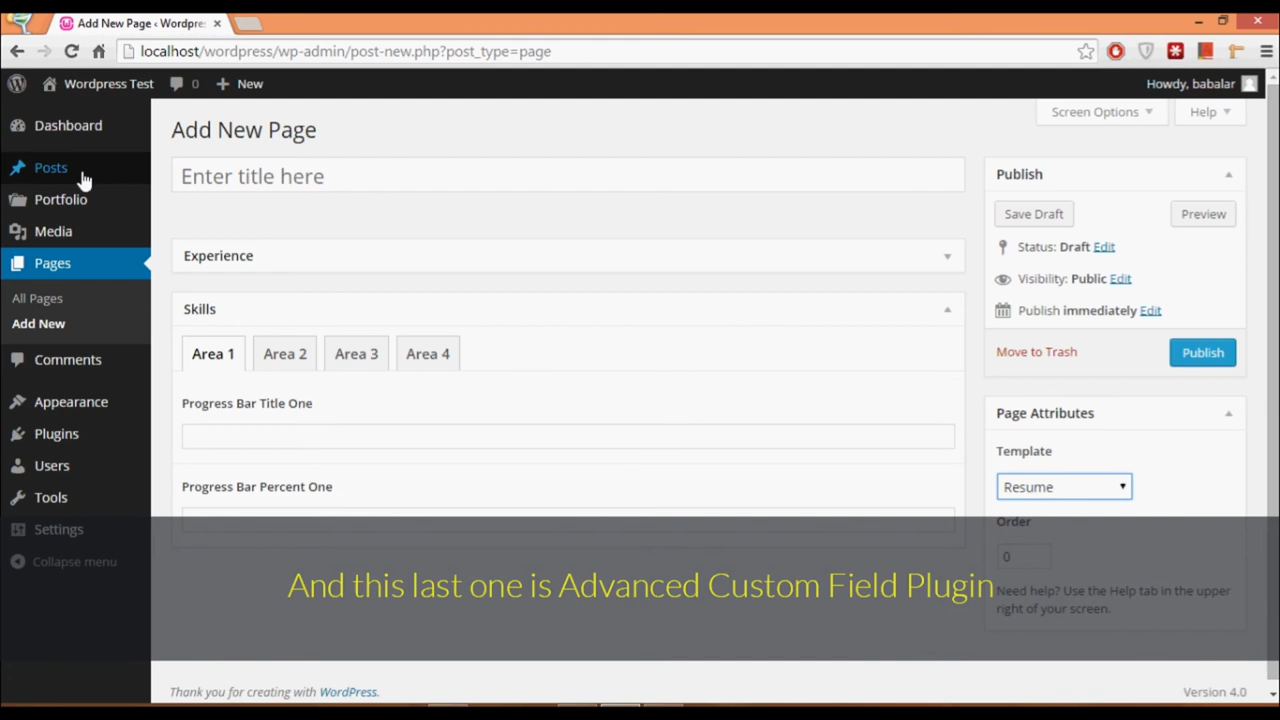 Add New Page ‹ Wordpre
localhost/wordpress/wp-admin/post-new.php?post_type=page
Wordpress Test
0
New
Howdy, babalar
Dashboard
Posts
Portfolio
Media
Pages
All Pages
Add New
Comments
Appearance
Plugins
Users
Tools
Settings
Collapse menu
Screen Options
Help
Add New Page
Enter title here
Experience
Skills
Area 1
Area 2
Area 3
Area 4
Progress Bar Title One
Progress Bar Percent One
Publish
Save Draft
Preview
Status: Draft Edit
Visibility: Public Edit
Publish immediately Edit
Move to Trash
Publish
Page Attributes
Template
Resume
Order
0
Need help? Use the Help tab in the upper
right of your screen.
And this last one is Advanced Custom Field Plugin
Thank you for creating with WordPress.
Version 4.0